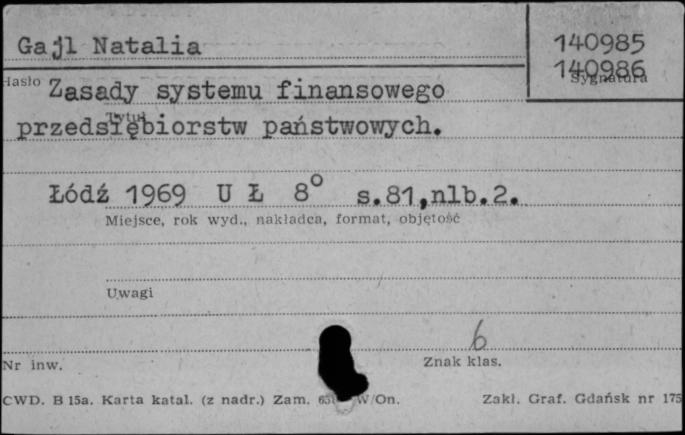 Gajl Natalia
140985
140986
Hasło
Sygnatura
Zasady systemu finansowego
Tytuł
przedsiębiorstw państwowych.
Łódź 1969 U Ł 8° s.81,nlb.2.
Miejsce, rok wyd., nakładca, format, objętość
Uwagi
6
Nr inw.
Znak klas.
CWD. B 15a. Karta katal. (z nadr.) Zam. W/On.
Zakł. Graf. Gdańsk nr 175